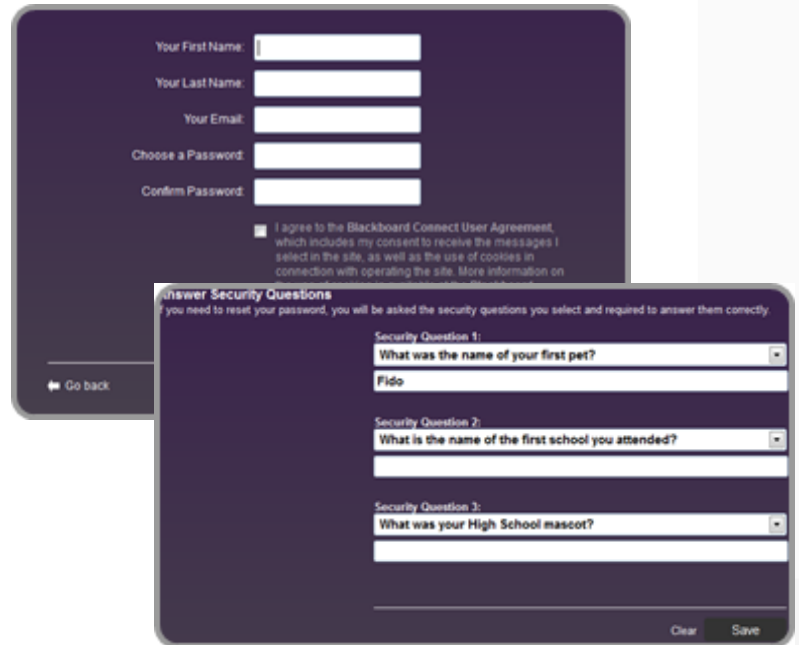 Your First Name:
Your Last Name:
Your Email:
Choose a Password:
Confirm Password:
I agree to the Blackboard Connect User Agreement,
which includes my consent to receive the messages I
select in the site, as well as the use of cookies in
connection with operating the site. More information on
Go back
Answer Security Questions
If you need to reset your password, you will be asked the security questions you select and required to answer them correctly.
Security Question 1:
What was the name of your first pet?
Fido
Security Question 2:
What is the name of the first school you attended?
Security Question 3:
What was your High School mascot?
Clear Save